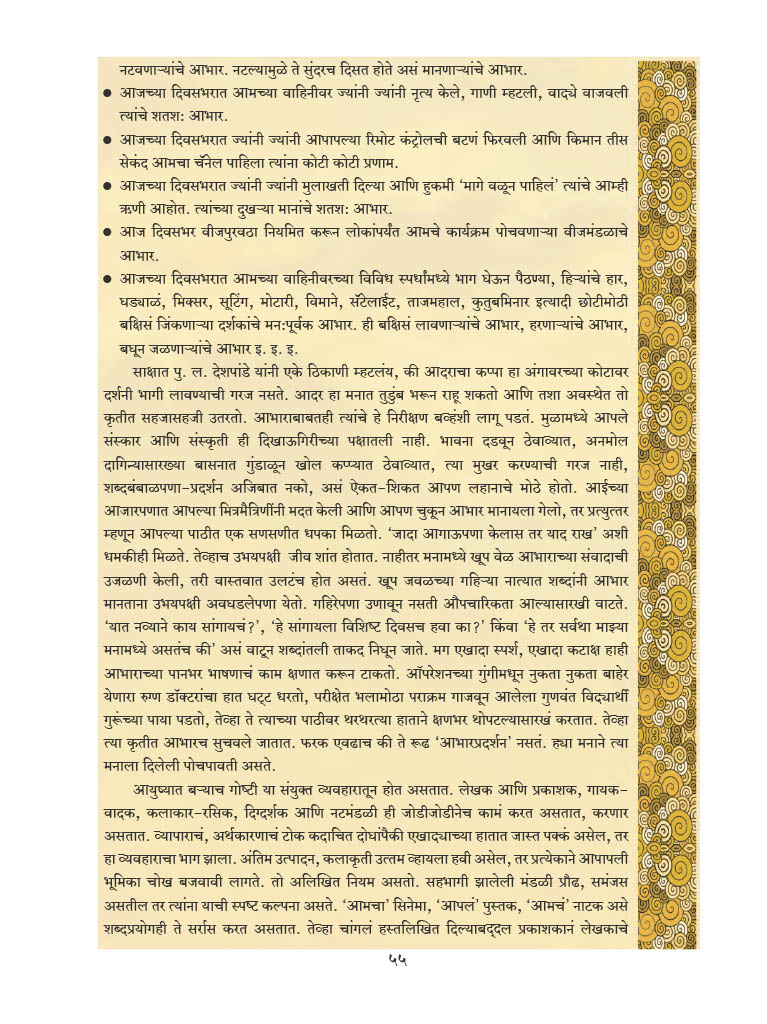 नटवणाऱ्यांचे आभार. नटल्यामुळे ते सुंदरच दिसत होते असं मानणाऱ्यांचे आभार.
● आजच्या दिवसभरात आमच्या वाहिनीवर ज्यांनी ज्यांनी नृत्य केले, गाणी म्हटली, वाद्ये वाजवली
त्यांचे शतश: आभार.
● आजच्या दिवसभरात ज्यांनी ज्यांनी आपापल्या रिमोट कंट्रोलची बटणं फिरवली आणि किमान तीस
सेकंद आमचा चॅनेल पाहिला त्यांना कोटी कोटी प्रणाम.
● आजच्या दिवसभरात ज्यांनी ज्यांनी मुलाखती दिल्या आणि हुकमी ‘मागे वळून पाहिलं’ त्यांचे आम्ही
ऋणी आहोत. त्यांच्या दुखऱ्या मानांचे शतश: आभार.
● आज दिवसभर वीजपुरवठा नियमित करून लोकांपर्यंत आमचे कार्यक्रम पोचवणाऱ्या वीजमंडळाचे
आभार.
● आजच्या दिवसभरात आमच्या वाहिनीवरच्या विविध स्पर्धांमध्ये भाग घेऊन पैठण्या, हिऱ्यांचे हार,
घड्याळं, मिक्सर, सूटिंग, मोटारी, विमाने, सॅटेलाईट, ताजमहाल, कुतुबमिनार इत्यादी छोटीमोठी
बक्षिसं जिंकणाऱ्या दर्शकांचे मन:पूर्वक आभार. ही बक्षिसं लावणाऱ्यांचे आभार, हरणाऱ्यांचे आभार,
बघून जळणाऱ्यांचे आभार इ. इ. इ.
साक्षात पु. ल. देशपांडे यांनी एके ठिकाणी म्हटलंय, की आदराचा कप्पा हा अंगावरच्या कोटावर
दर्शनी भागी लावण्याची गरज नसते. आदर हा मनात तुडुंब भरून राहू शकतो आणि तशा अवस्थेत तो
कृतीत सहजासहजी उतरतो. आभाराबाबतही त्यांचे हे निरीक्षण बव्हंशी लागू पडतं. मुळामध्ये आपले
संस्कार आणि संस्कृती ही दिखाऊगिरीच्या पक्षातली नाही. भावना दडवून ठेवाव्यात, अनमोल
दागिन्यासारख्या बासनात गुंडाळून खोल कप्प्यात ठेवाव्यात, त्या मुखर करण्याची गरज नाही,
शब्दबंबाळपणा-प्रदर्शन अजिबात नको, असं ऐकत-शिकत आपण लहानाचे मोठे होतो. आईच्या
आजारपणात आपल्या मित्रमैत्रिणींनी मदत केली आणि आपण चुकून आभार मानायला गेलो, तर प्रत्युत्तर
म्हणून आपल्या पाठीत एक सणसणीत धपका मिळतो. ‘जादा आगाऊपणा केलास तर याद राख’ अशी
धमकीही मिळते. तेव्हाच उभयपक्षी जीव शांत होतात. नाहीतर मनामध्ये खूप वेळ आभाराच्या संवादाची
उजळणी केली, तरी वास्तवात उलटंच होत असतं. खूप जवळच्या गहिऱ्या नात्यात शब्दांनी आभार
मानताना उभयपक्षी अवघडलेपणा येतो. गहिरेपणा उणावून नसती औपचारिकता आल्यासारखी वाटते.
‘यात नव्याने काय सांगायचं?’, ‘हे सांगायला विशिष्ट दिवसच हवा का?’ किंवा ‘हे तर सर्वथा माझ्या
मनामध्ये असतंच की’ असं वाटून शब्दांतली ताकद निघून जाते. मग एखादा स्पर्श, एखादा कटाक्ष हाही
आभाराच्या पानभर भाषणाचं काम क्षणात करून टाकतो. ऑपरेशनच्या गुंगीमधून नुकता नुकता बाहेर
येणारा रुग्ण डॉक्टरांचा हात घट्ट धरतो, परीक्षेत भलामोठा पराक्रम गाजवून आलेला गुणवंत विद्यार्थी
गुरूंच्या पाया पडतो, तेव्हा ते त्याच्या पाठीवर थरथरत्या हाताने क्षणभर थोपटल्यासारखं करतात. तेव्हा
त्या कृतीत आभारच सुचवले जातात. फरक एवढाच की ते रूढ ‘आभारप्रदर्शन’ नसतं. ह्या मनाने त्या
मनाला दिलेली पोचपावती असते.
आयुष्यात बऱ्याच गोष्टी या संयुक्त व्यवहारातून होत असतात. लेखक आणि प्रकाशक, गायक-
वादक, कलाकार-रसिक, दिग्दर्शक आणि नटमंडळी ही जोडीजोडीनेच कामं करत असतात, करणार
असतात. व्यापाराचं, अर्थकारणाचं टोक कदाचित दोघांपैकी एखाद्याच्या हातात जास्त पक्कं असेल, तर
हा व्यवहाराचा भाग झाला. अंतिम उत्पादन, कलाकृती उत्तम व्हायला हवी असेल, तर प्रत्येकाने आपापली
भूमिका चोख बजवावी लागते. तो अलिखित नियम असतो. सहभागी झालेली मंडळी प्रौढ, समंजस
असतील तर त्यांना याची स्पष्ट कल्पना असते. ‘आमचा’ सिनेमा, ‘आपलं’ पुस्तक, ‘आमचं’ नाटक असे
शब्दप्रयोगही ते सर्रास करत असतात. तेव्हा चांगलं हस्तलिखित दिल्याबद्दल प्रकाशकानं लेखकाचे
५५